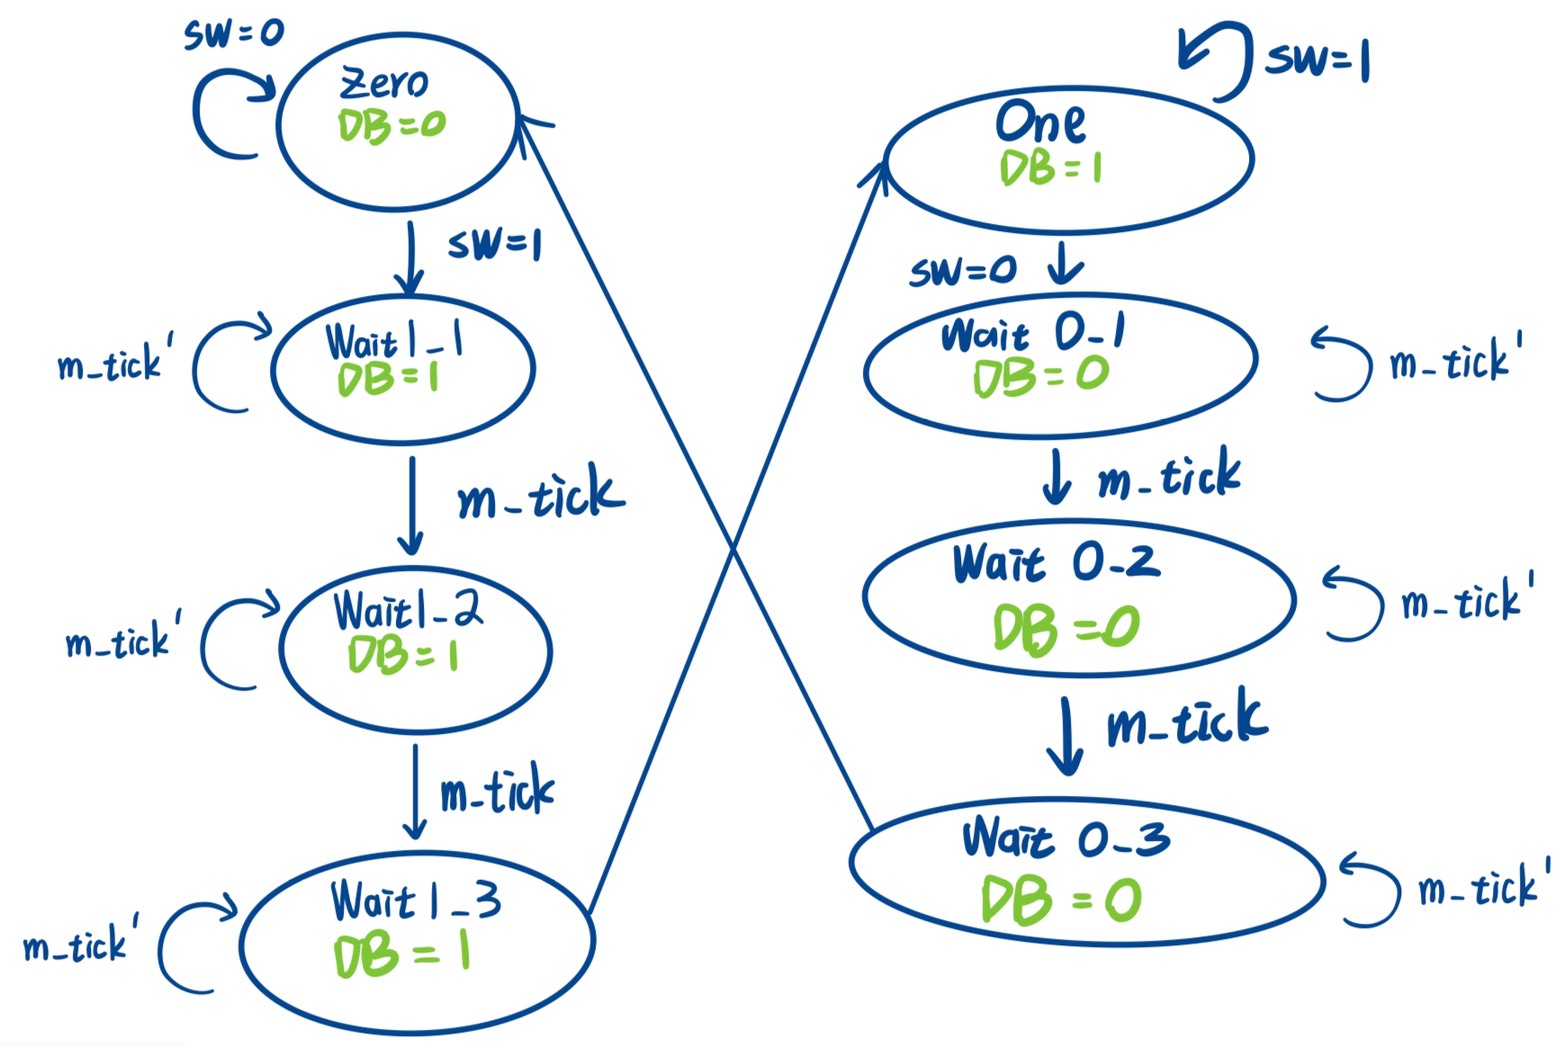 sw=0
Zero
DB=0
sw=1
m_tick'
Wait1_1
DB=1
m_tick
m_tick'
Wait1_2
DB=1
m_tick
m_tick'
Wait1_3
DB=1
sw=1
One
DB=1
sw=0
Wait 0_1
DB=0
m_tick'
m_tick
Wait 0_2
DB=0
m_tick'
m_tick
Wait 0_3
DB=0
m_tick'